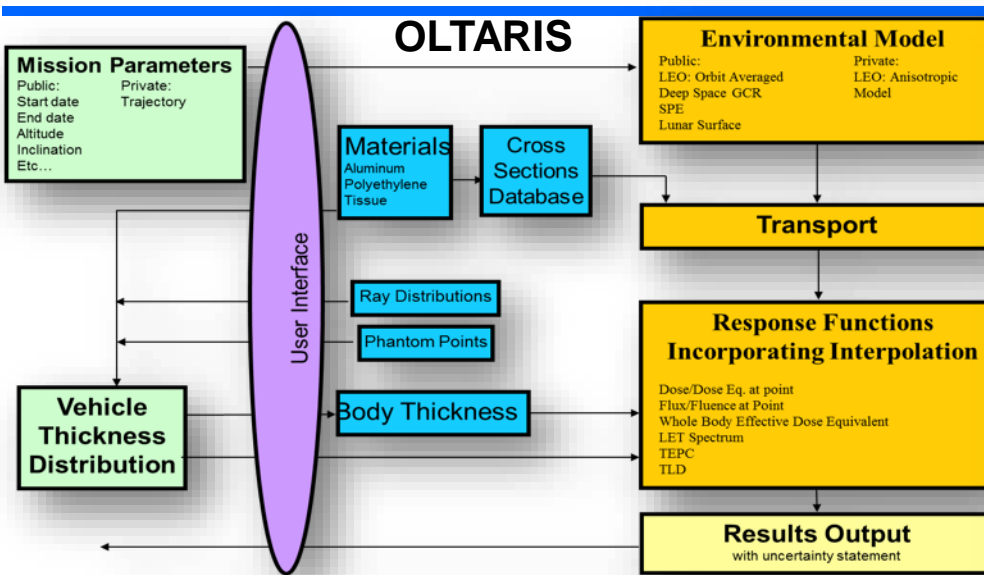 OLTARIS
Mission Parameters
Public: Private:
Start date Trajectory
End date
Altitude
Inclination
Etc...
User Interface
Materials
Aluminum
Polyethylene
Tissue
Cross
Sections
Database
Ray Distributions
Phantom Points
Body Thickness
Vehicle
Thickness
Distribution
Environmental Model
Public: Private:
LEO: Orbit Averaged LEO: Anisotropic
Deep Space GCR Model
SPE
Lunar Surface
Transport
Response Functions
Incorporating Interpolation
Dose/Dose Eq. at point
Flux/Fluence at Point
Whole Body Effective Dose Equivalent
LET Spectrum
TEPC
TLD
Results Output
with uncertainty statement